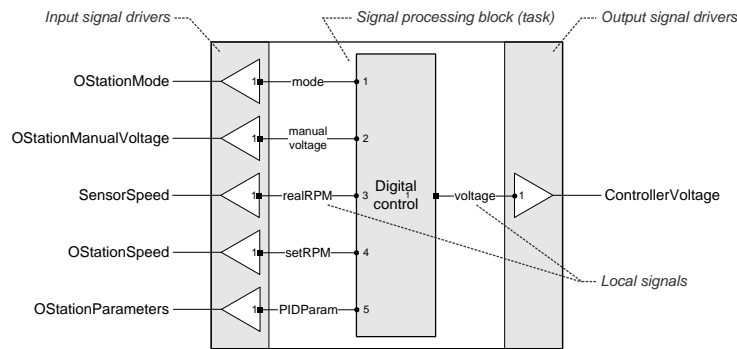 Input signal drivers
Signal processing block (task)
Output signal drivers
OStationMode
1
mode
1
OStationManualVoltage
1
manual
voltage
2
SensorSpeed
1
realRPM
3
Digital
control
1
voltage
1
ControllerVoltage
OStationSpeed
1
setRPM
4
Local signals
OStationParameters
1
PIDParam
5